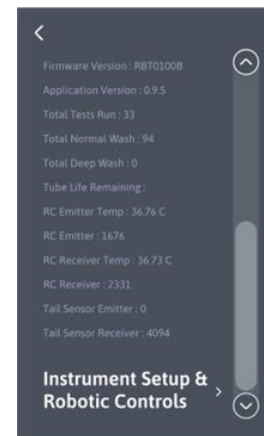 Firmware Version : RBT0100B
Application Version : 0.9.5
Total Tests Run : 33
Total Normal Wash : 94
Total Deep Wash : 0
Tube Life Remaining :
RC Emitter Temp : 36.76 C
RC Emitter : 1676
RC Receiver Temp : 36.73 C
RC Receiver : 2331
Tail Sensor Emitter : 0
Tail Sensor Receiver : 4094
Instrument Setup &
Robotic Controls